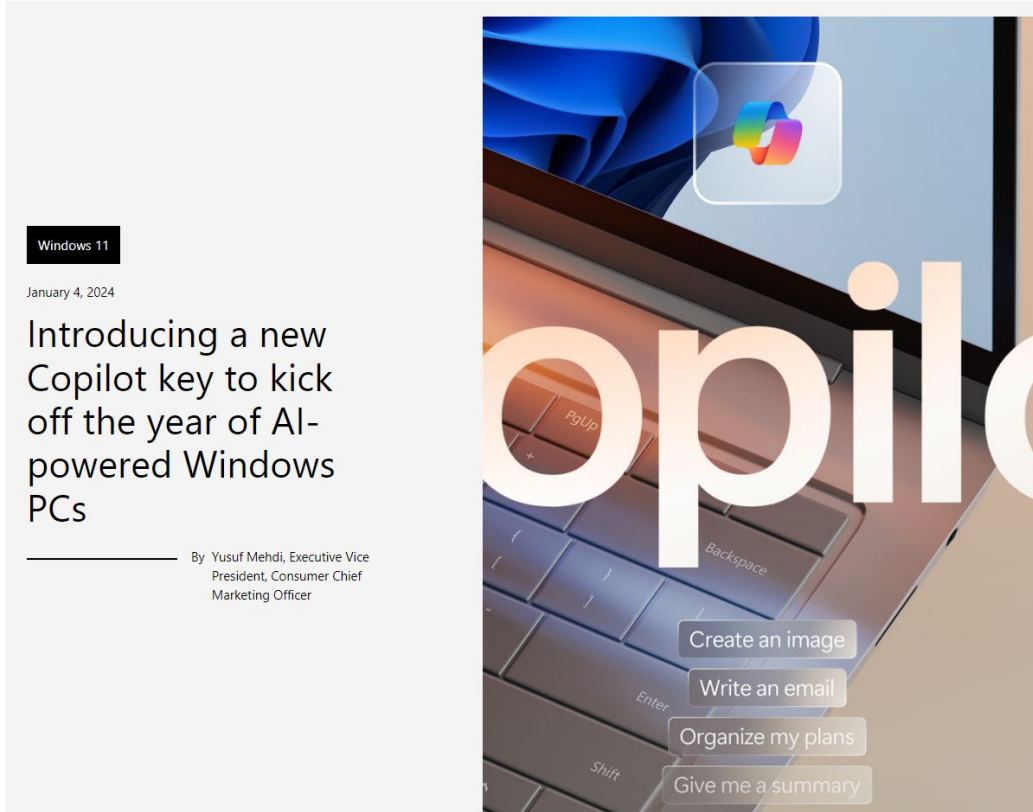 Windows 11
January 4, 2024
Introducing a new
Copilot key to kick
off the year of AI-
powered Windows
PCs
By Yusuf Mehdi, Executive Vice
President, Consumer Chief
Marketing Officer
opilo
PgUp
+
Backspace
{
[
}
]
|
"
Enter
Shift
Create an image
Write an email
Organize my plans
Give me a summary